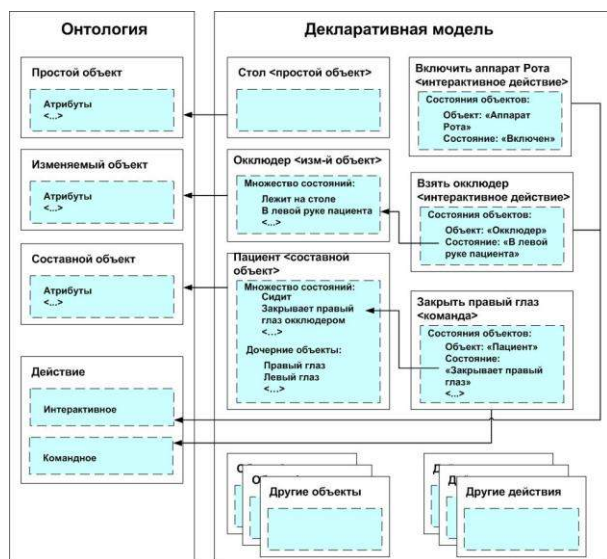 Онтология
Простой объект
Атрибуты
<...>
Изменяемый объект
Атрибуты
<...>
Составной объект
Атрибуты
<...>
Действие
Интерактивное
Командное
Декларативная модель
Стол <простой объект>
Окклюдер <изм-й объект>
Множество состояний:
Лежит на столе
В левой руке пациента
<...>
Пациент <составной
объект>
Множество состояний:
Сидит
Закрывает правый
глаз окклюдером
<...>
Дочерние объекты:
Правый глаз
Левый глаз
<...>
Включить аппарат Рота
<интерактивное действие>
Состояния объектов:
Объект: «Аппарат
Рота»
Состояние: «Включен»
Взять окклюдер
<интерактивное действие>
Состояния объектов:
Объект: «Окклюдер»
Состояние: «В левой
руке пациента»
Закрыть правый глаз
<команда>
Состояния объектов:
Объект: «Пациент»
Состояние:
«Закрывает правый
глаз»
<...>
Другие объекты
Другие действия